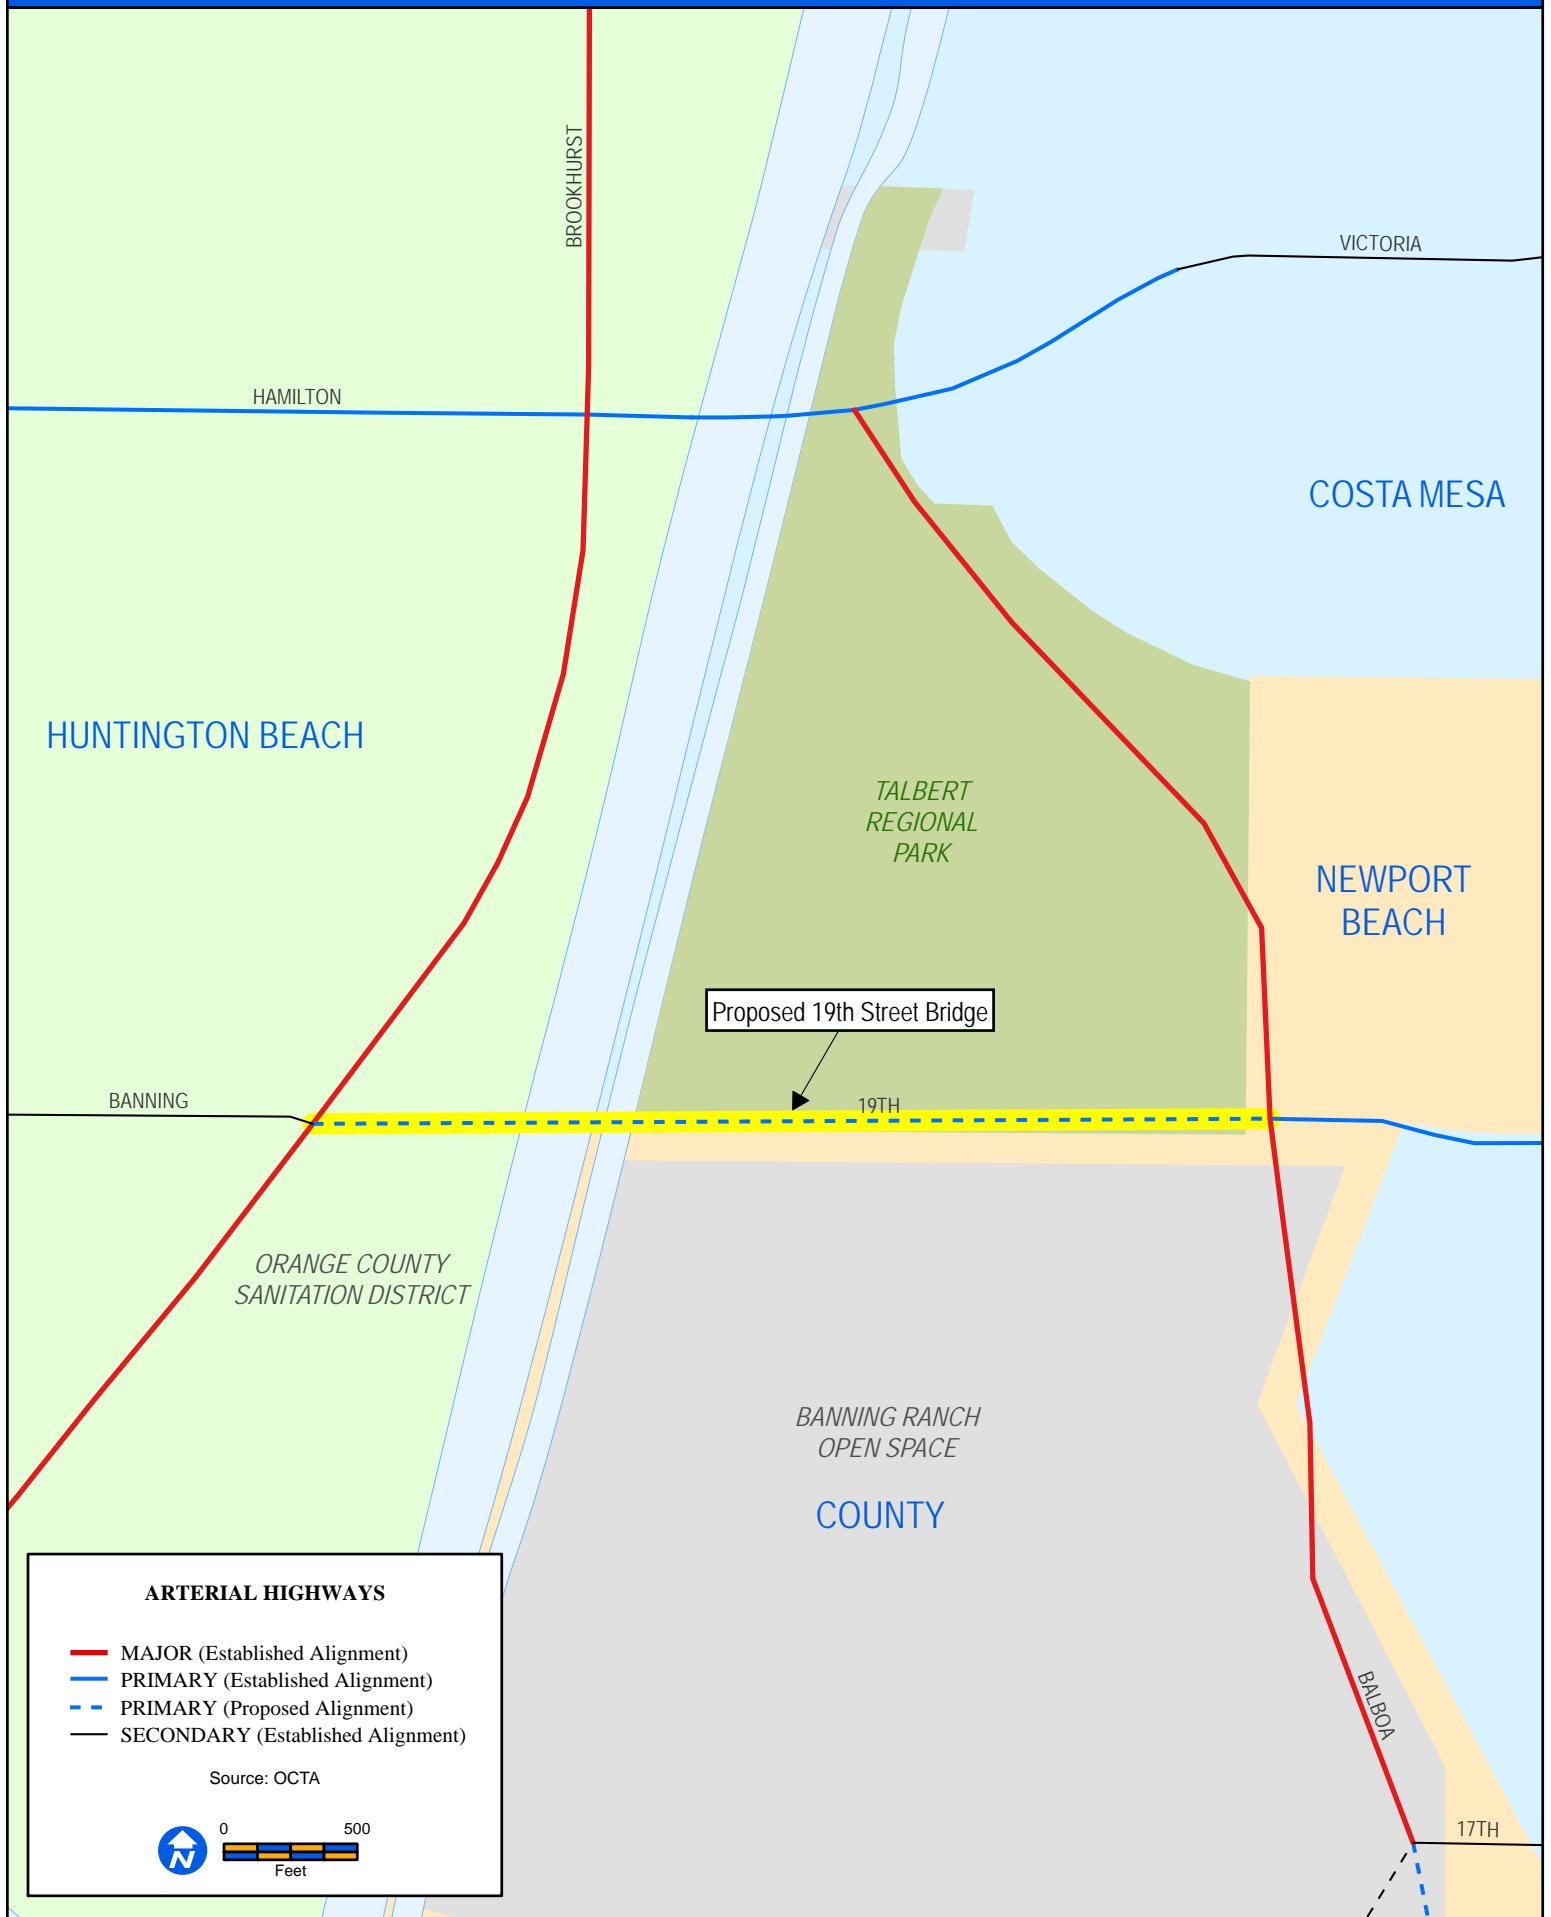 BROOKHURST
VICTORIA
HAMILTON
COSTA MESA
HUNTINGTON BEACH
TALBERT
REGIONAL
PARK
NEWPORT
BEACH
Proposed 19th Street Bridge
BANNING
19TH
ORANGE COUNTY
SANITATION DISTRICT
BANNING RANCH
OPEN SPACE
COUNTY
BALBOA
17TH
ARTERIAL HIGHWAYS
MAJOR (Established Alignment)
PRIMARY (Established Alignment)
PRIMARY (Proposed Alignment)
SECONDARY (Established Alignment)
Source: OCTA
N
0 500
Feet